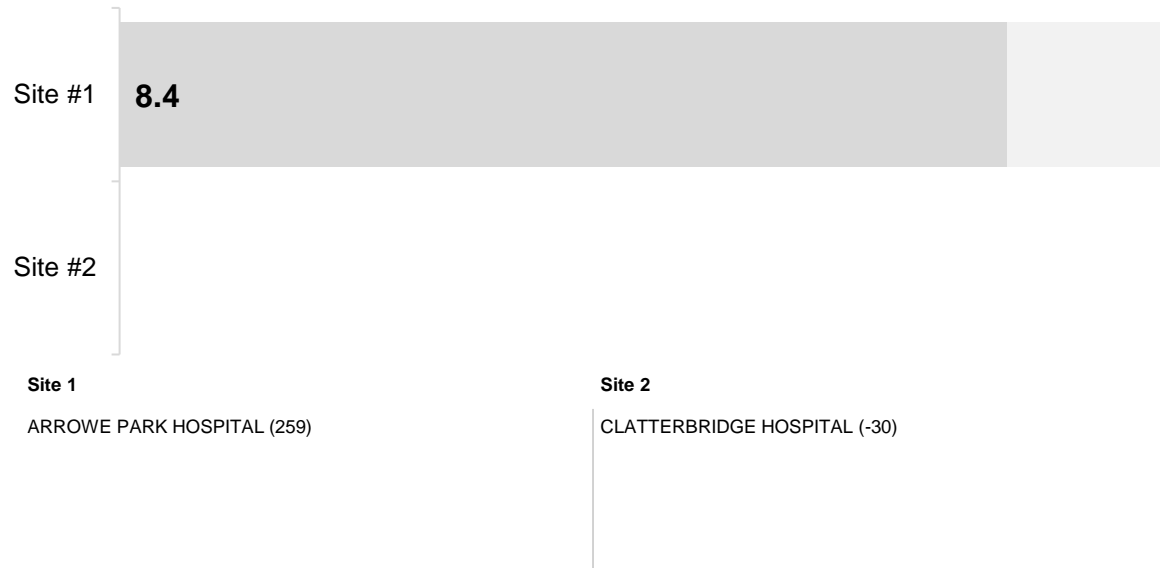 Site #1
8.4
Site #2
Site 1
Site 2
ARROWE PARK HOSPITAL (259)
CLATTERBRIDGE HOSPITAL (-30)